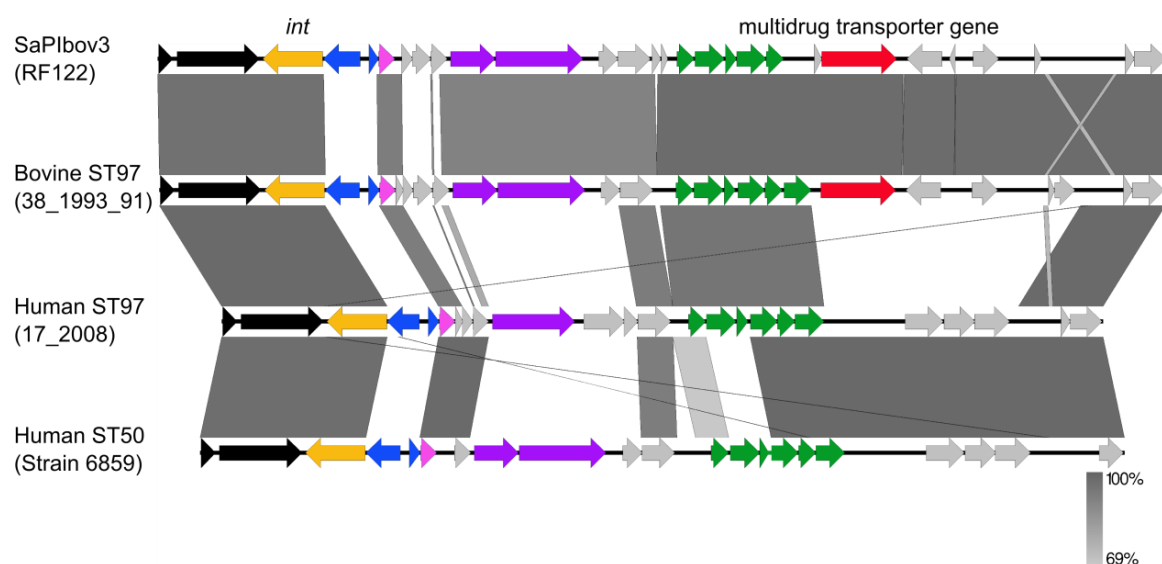 int
multidrug transporter gene
SaPIbov3
(RF122)
Bovine ST97
(38_1993_91)
Human ST97
(17_2008)
Human ST50
(Strain 6859)
100%
69%